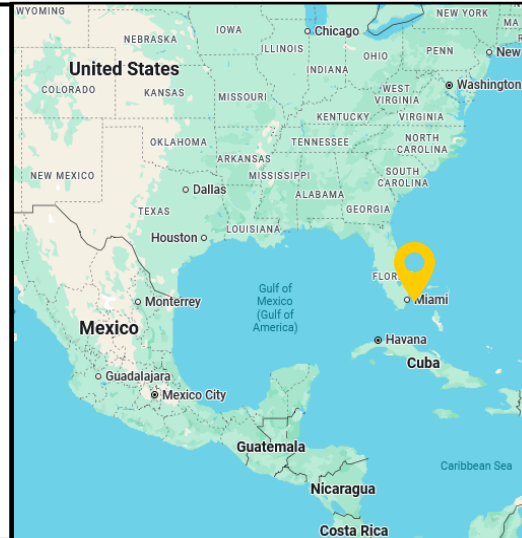 WYOMING
NEW YORK
MA
IOWA
Chicago
NEBRASKA
ILLINOIS
OHIO
PENN
New
United States
INDIANA
Washington
COLORADO
KANSAS
MISSOURI
WEST
VIRGINIA
KENTUCKY
VIRGINIA
OKLAHOMA
TENNESSEE
NORTH
CAROLINA
ARKANSAS
NEW MEXICO
MISSISSIPPI
SOUTH
CAROLINA
Dallas
ALABAMA
TEXAS
GEORGIA
Houston
LOUISIANA
FLOR
Gulf of
Mexico
(Gulf of
America)
Monterrey
Miami
Mexico
Havana
Cuba
Guadalajara
Mexico City
Guatemala
Caribbean Sea
Nicaragua
Costa Rica